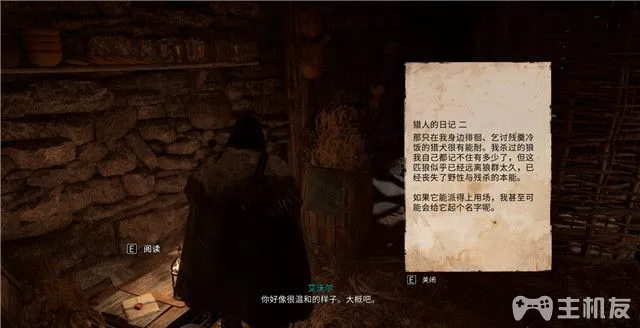 猎人的日记 二
那只在我身边徘徊、乞讨残羹冷
饭的猎犬很有能耐。我杀过的狼
我自己都记不住有多少了，但这
匹狼似乎已经远离狼群太久，已
经丧失了野性与残杀的本能。
如果它能派得上用场，我甚至可
能会给它起个名字呢。
E 阅读
E 关闭
艾沃尔
你好像很温和的样子。大概吧。
主机友